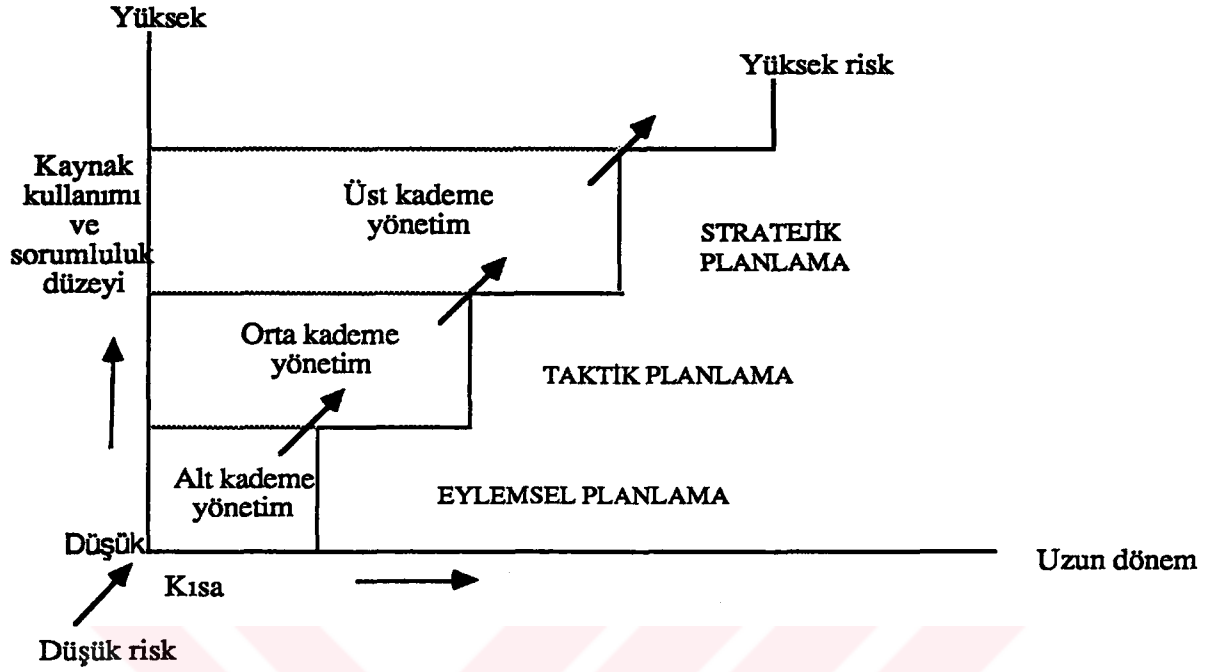 Yüksek
Yüksek risk
Kaynak
kullanımı
ve
sorumluluk
düzeyi
Üst kademe
yönetim
STRATEJİK
PLANLAMA
Orta kademe
yönetim
TAKTİK PLANLAMA
Alt kademe
yönetim
EYLEMSEL PLANLAMA
Düşük
Kısa
Uzun dönem
Düşük risk